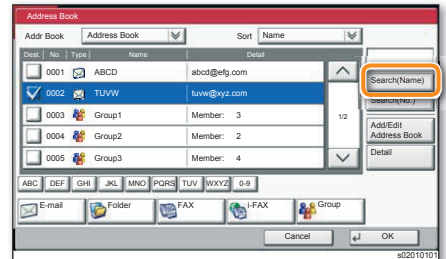 Address Book
Addr Book Address Book Sort Name
Dest. No. Type Name Detail
0001 ABCD abcd@efg.com
Search(Name)
0002 TUVW tuvw@xyz.com
Search(No.)
0003 Group1 Member: 3 1/2
Add/Edit
Address Book
0004 Group2 Member: 2
Detail
0005 Group3 Member: 4
ABC DEF GHI JKL MNO PQRS TUV WXYZ 0-9
E-mail Folder FAX i-FAX Group
Cancel OK
s02010101